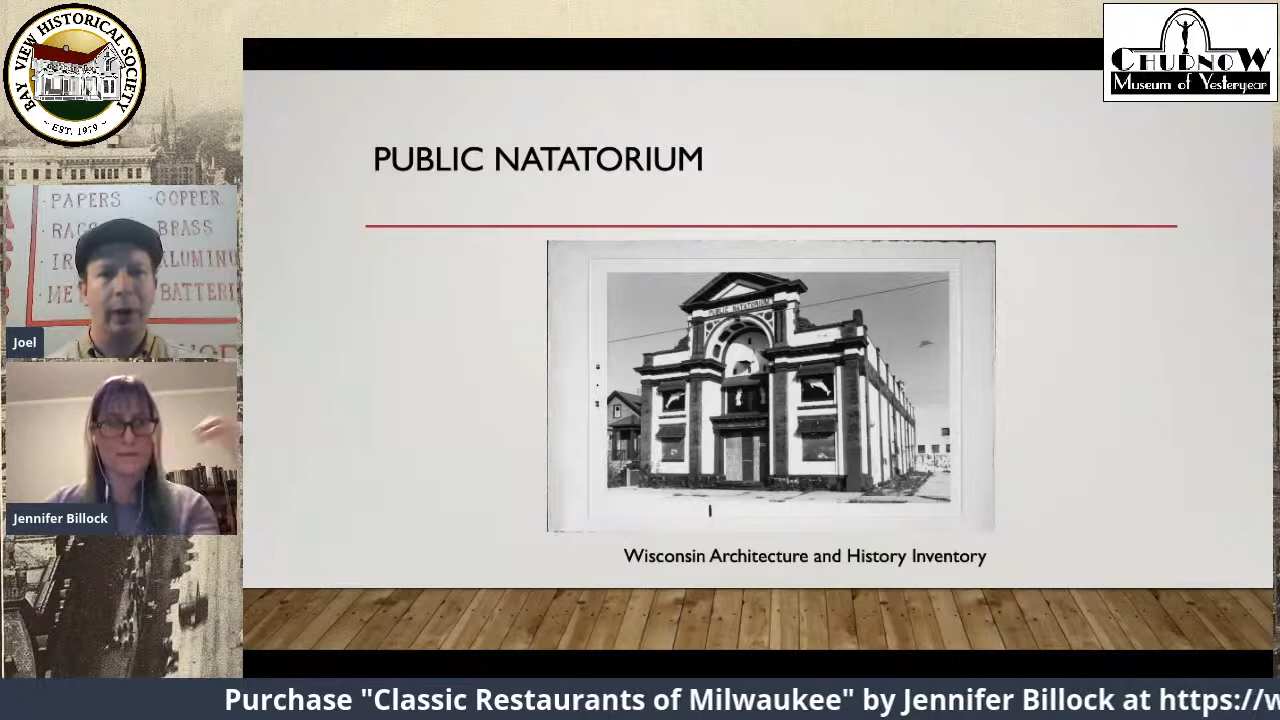 BAY VIEW HISTORICAL SOCIETY
~ EST. 1979 ~
CHUDNOW
Museum of Yesteryear
PUBLIC NATATORIUM
· PAPERS · COPPER
BRASS
BATTERI
Joel
Jennifer Billock
PUBLIC NATATORIUM
Wisconsin Architecture and History Inventory
Purchase "Classic Restaurants of Milwaukee" by Jennifer Billock at https://w